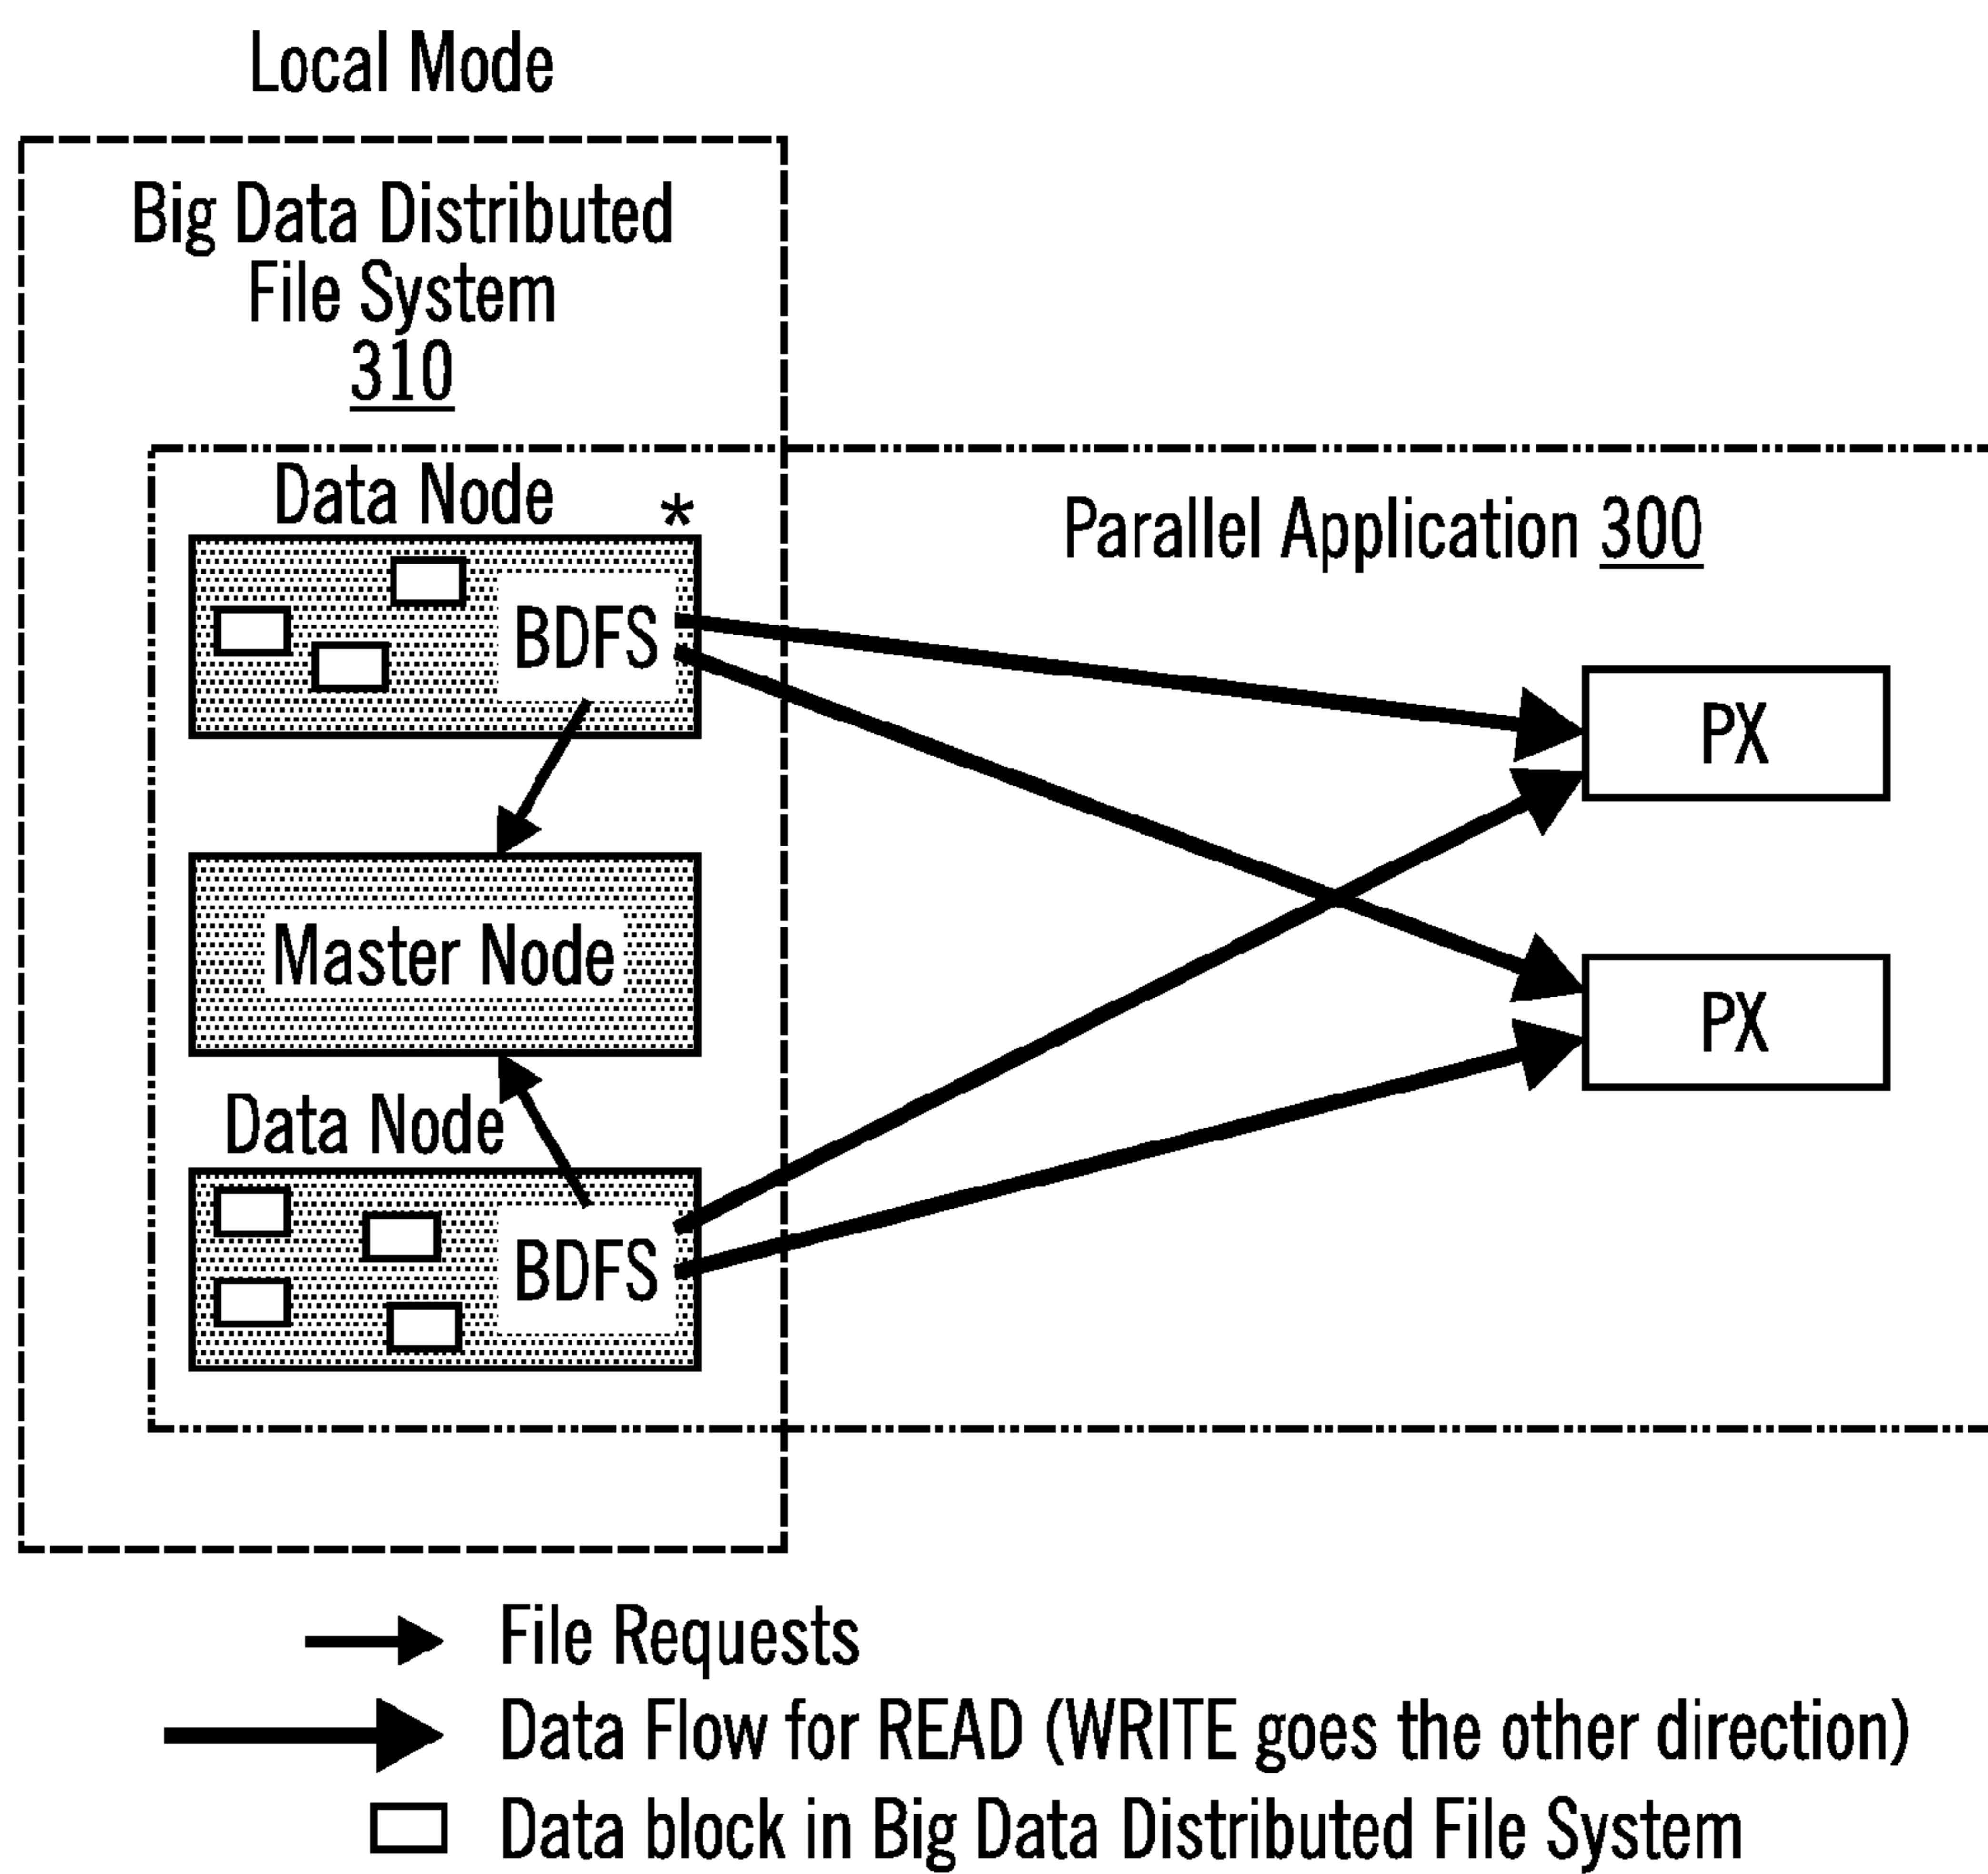 Local Mode
Big Data Distributed
File System
310
Data Node *
Parallel Application 300
BDFS
PX
Master Node
PX
Data Node
BDFS
File Requests
Data Flow for READ (WRITE goes the other direction)
Data block in Big Data Distributed File System